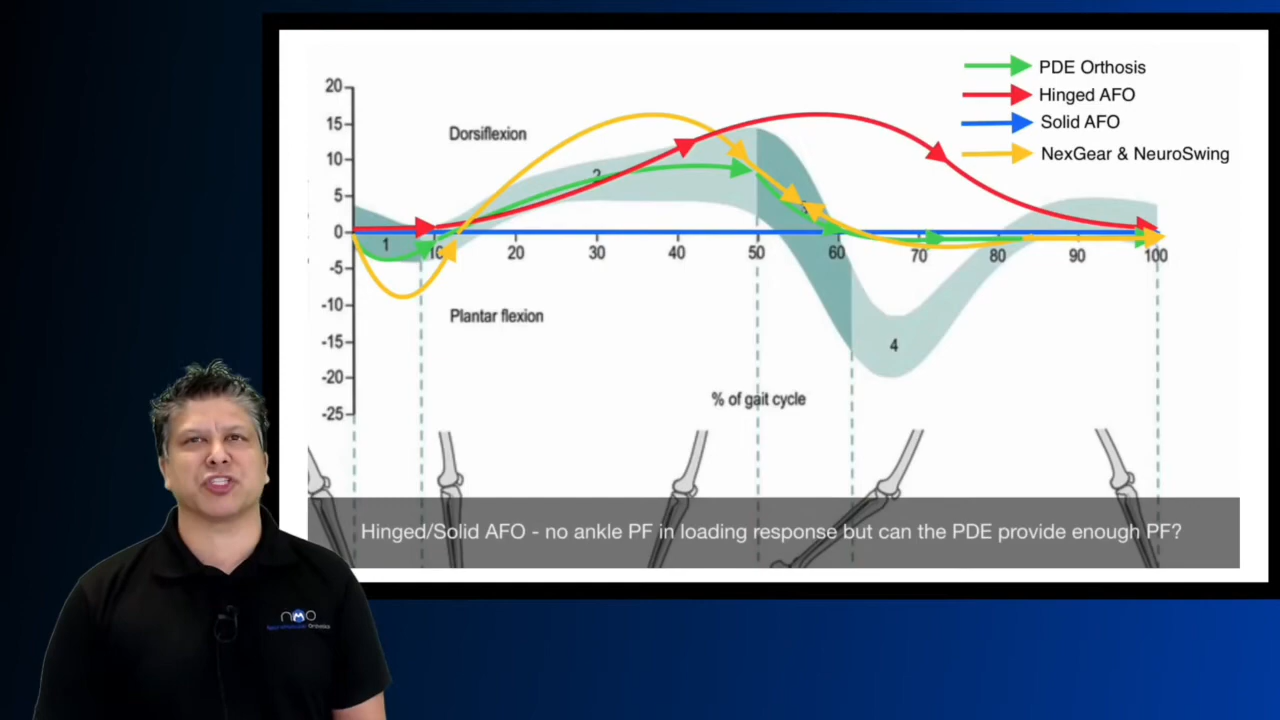 20
15
10
5
0
-5
-10
-15
-20
-25
Dorsiflexion
Plantar flexion
1
2
4
10
20
30
40
50
60
70
80
90
100
% of gait cycle
PDE Orthosis
Hinged AFO
Solid AFO
NexGear & NeuroSwing
Hinged/Solid AFO - no ankle PF in loading response but can the PDE provide enough PF?
nmo